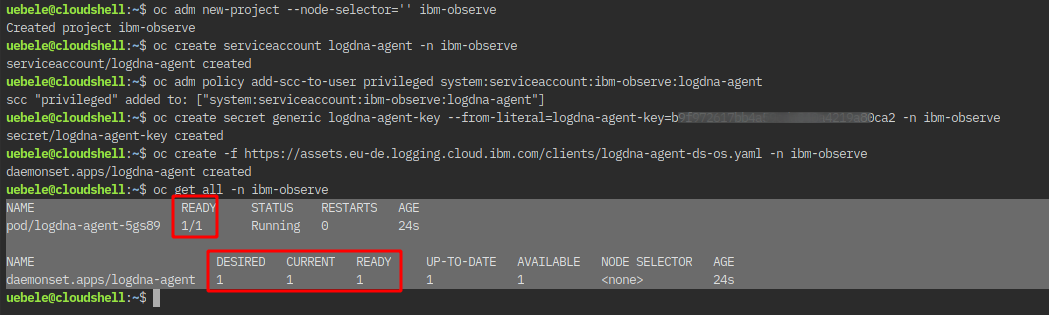 uebele@cloudshell:~$ oc adm new-project --node-selector='' ibm-observe
Created project ibm-observe
uebele@cloudshell:~$ oc create serviceaccount logdna-agent -n ibm-observe
serviceaccount/logdna-agent created
uebele@cloudshell:~$ oc adm policy add-scc-to-user privileged system:serviceaccount:ibm-observe:logdna-agent
scc "privileged" added to: ["system:serviceaccount:ibm-observe:logdna-agent"]
uebele@cloudshell:~$ oc create secret generic logdna-agent-key --from-literal=logdna-agent-key= -n ibm-observe
secret/logdna-agent-key created
uebele@cloudshell:~$ oc create -f https://assets.eu-de.logging.cloud.ibm.com/clients/logdna-agent-ds-os.yaml -n ibm-observe
daemonset.apps/logdna-agent created
uebele@cloudshell:~$ oc get all -n ibm-observe
NAME READY STATUS RESTARTS AGE
pod/logdna-agent-5gs89 1/1 Running 0 24s
NAME DESIRED CURRENT READY UP-TO-DATE AVAILABLE NODE SELECTOR AGE
daemonset.apps/logdna-agent 1 1 1 1 1 <none> 24s
uebele@cloudshell:~$